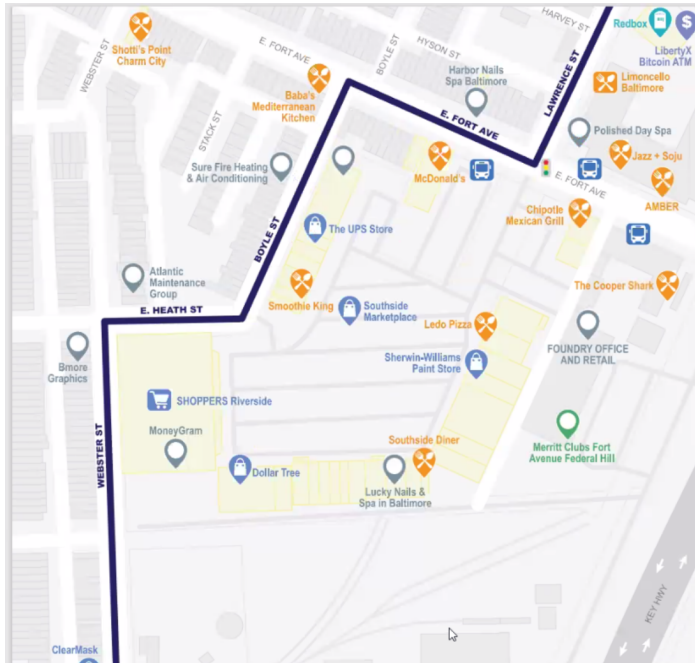 HARVEY ST
Redbox
LibertyX
Bitcoin ATM
WEBSTER ST
Shotti's Point
Charm City
E. FORT AVE
BOYLE ST
HYSON ST
LAWRENCE ST
Harbor Nails
Spa Baltimore
Limoncello
Baltimore
Baba's
Mediterranean
Kitchen
STACK ST
E. FORT AVE
Polished Day Spa
Jazz + Soju
Sure Fire Heating
& Air Conditioning
McDonald's
E. FORT AVE
AMBER
Chipotle
Mexican Grill
BOYLE ST
The UPS Store
Atlantic
Maintenance
Group
Smoothie King
Southside
Marketplace
The Cooper Shark
E. HEATH ST
Ledo Pizza
Bmore
Graphics
Sherwin-Williams
Paint Store
FOUNDRY OFFICE
AND RETAIL
SHOPPERS Riverside
MoneyGram
Southside Diner
Merritt Clubs Fort
Avenue Federal Hill
WEBSTER ST
Dollar Tree
Lucky Nails &
Spa in Baltimore
KEY HWY
ClearMask